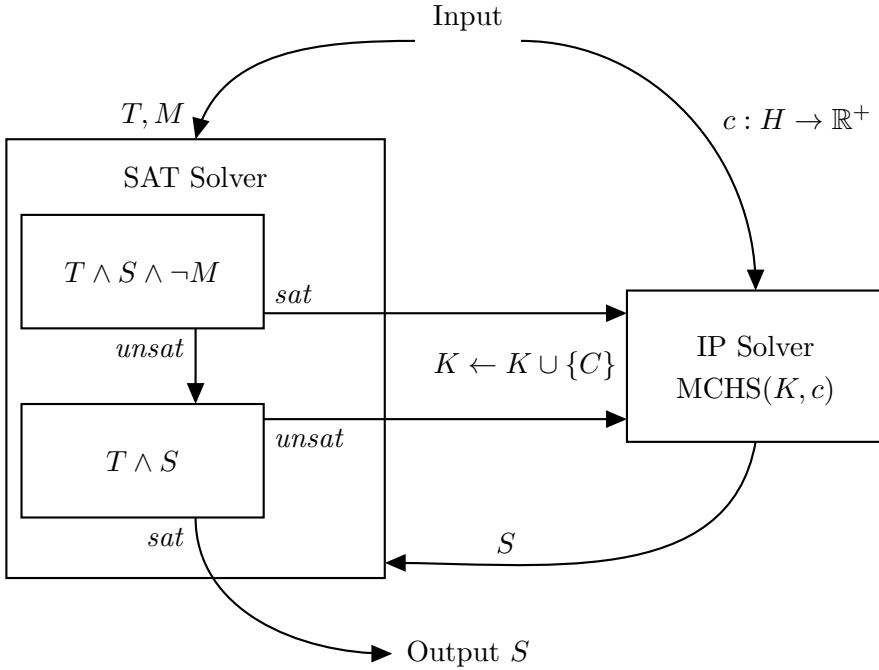 Input
T, M
c : H → ℝ⁺
SAT Solver
T ∧ S ∧ ¬M
sat
unsat
K ← K ∪ {C}
IP Solver
MCHS(K, c)
T ∧ S
unsat
sat
S
Output S